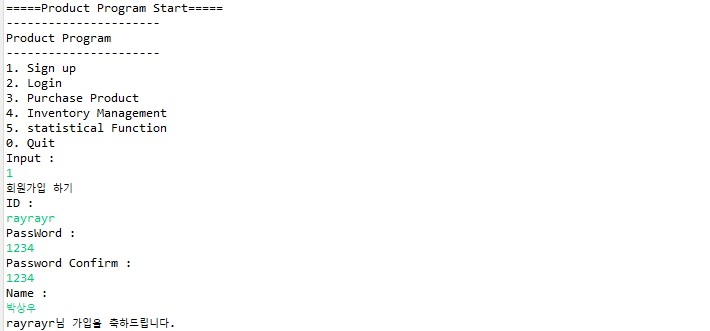 =====Product Program Start=====
----------------------
Product Program
----------------------
1. Sign up
2. Login
3. Purchase Product
4. Inventory Management
5. statistical Function
0. Quit
Input :
1
회원가입 하기
ID :
rayrayr
PassWord :
1234
Password Confirm :
1234
Name :
박상우
rayrayr님 가입을 축하드립니다.